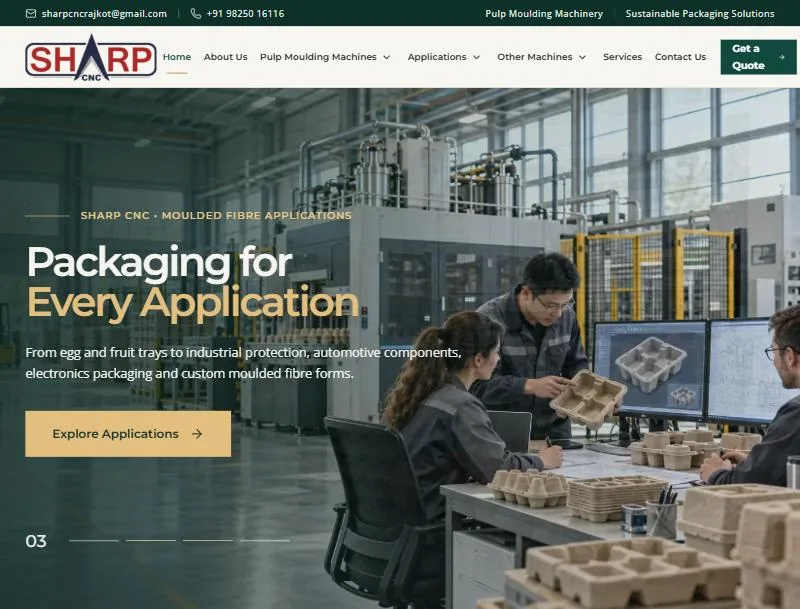 sharpcncrajkot@gmail.com
+91 98250 16116
Pulp Moulding Machinery
Sustainable Packaging Solutions
SHARP
CNC
Home
About Us
Pulp Moulding Machines
Applications
Other Machines
Services
Contact Us
Get a
Quote
SHARP CNC • MOULDED FIBRE APPLICATIONS
Packaging for
Every Application
From egg and fruit trays to industrial protection, automotive components,
electronics packaging and custom moulded fibre forms.
Explore Applications
03